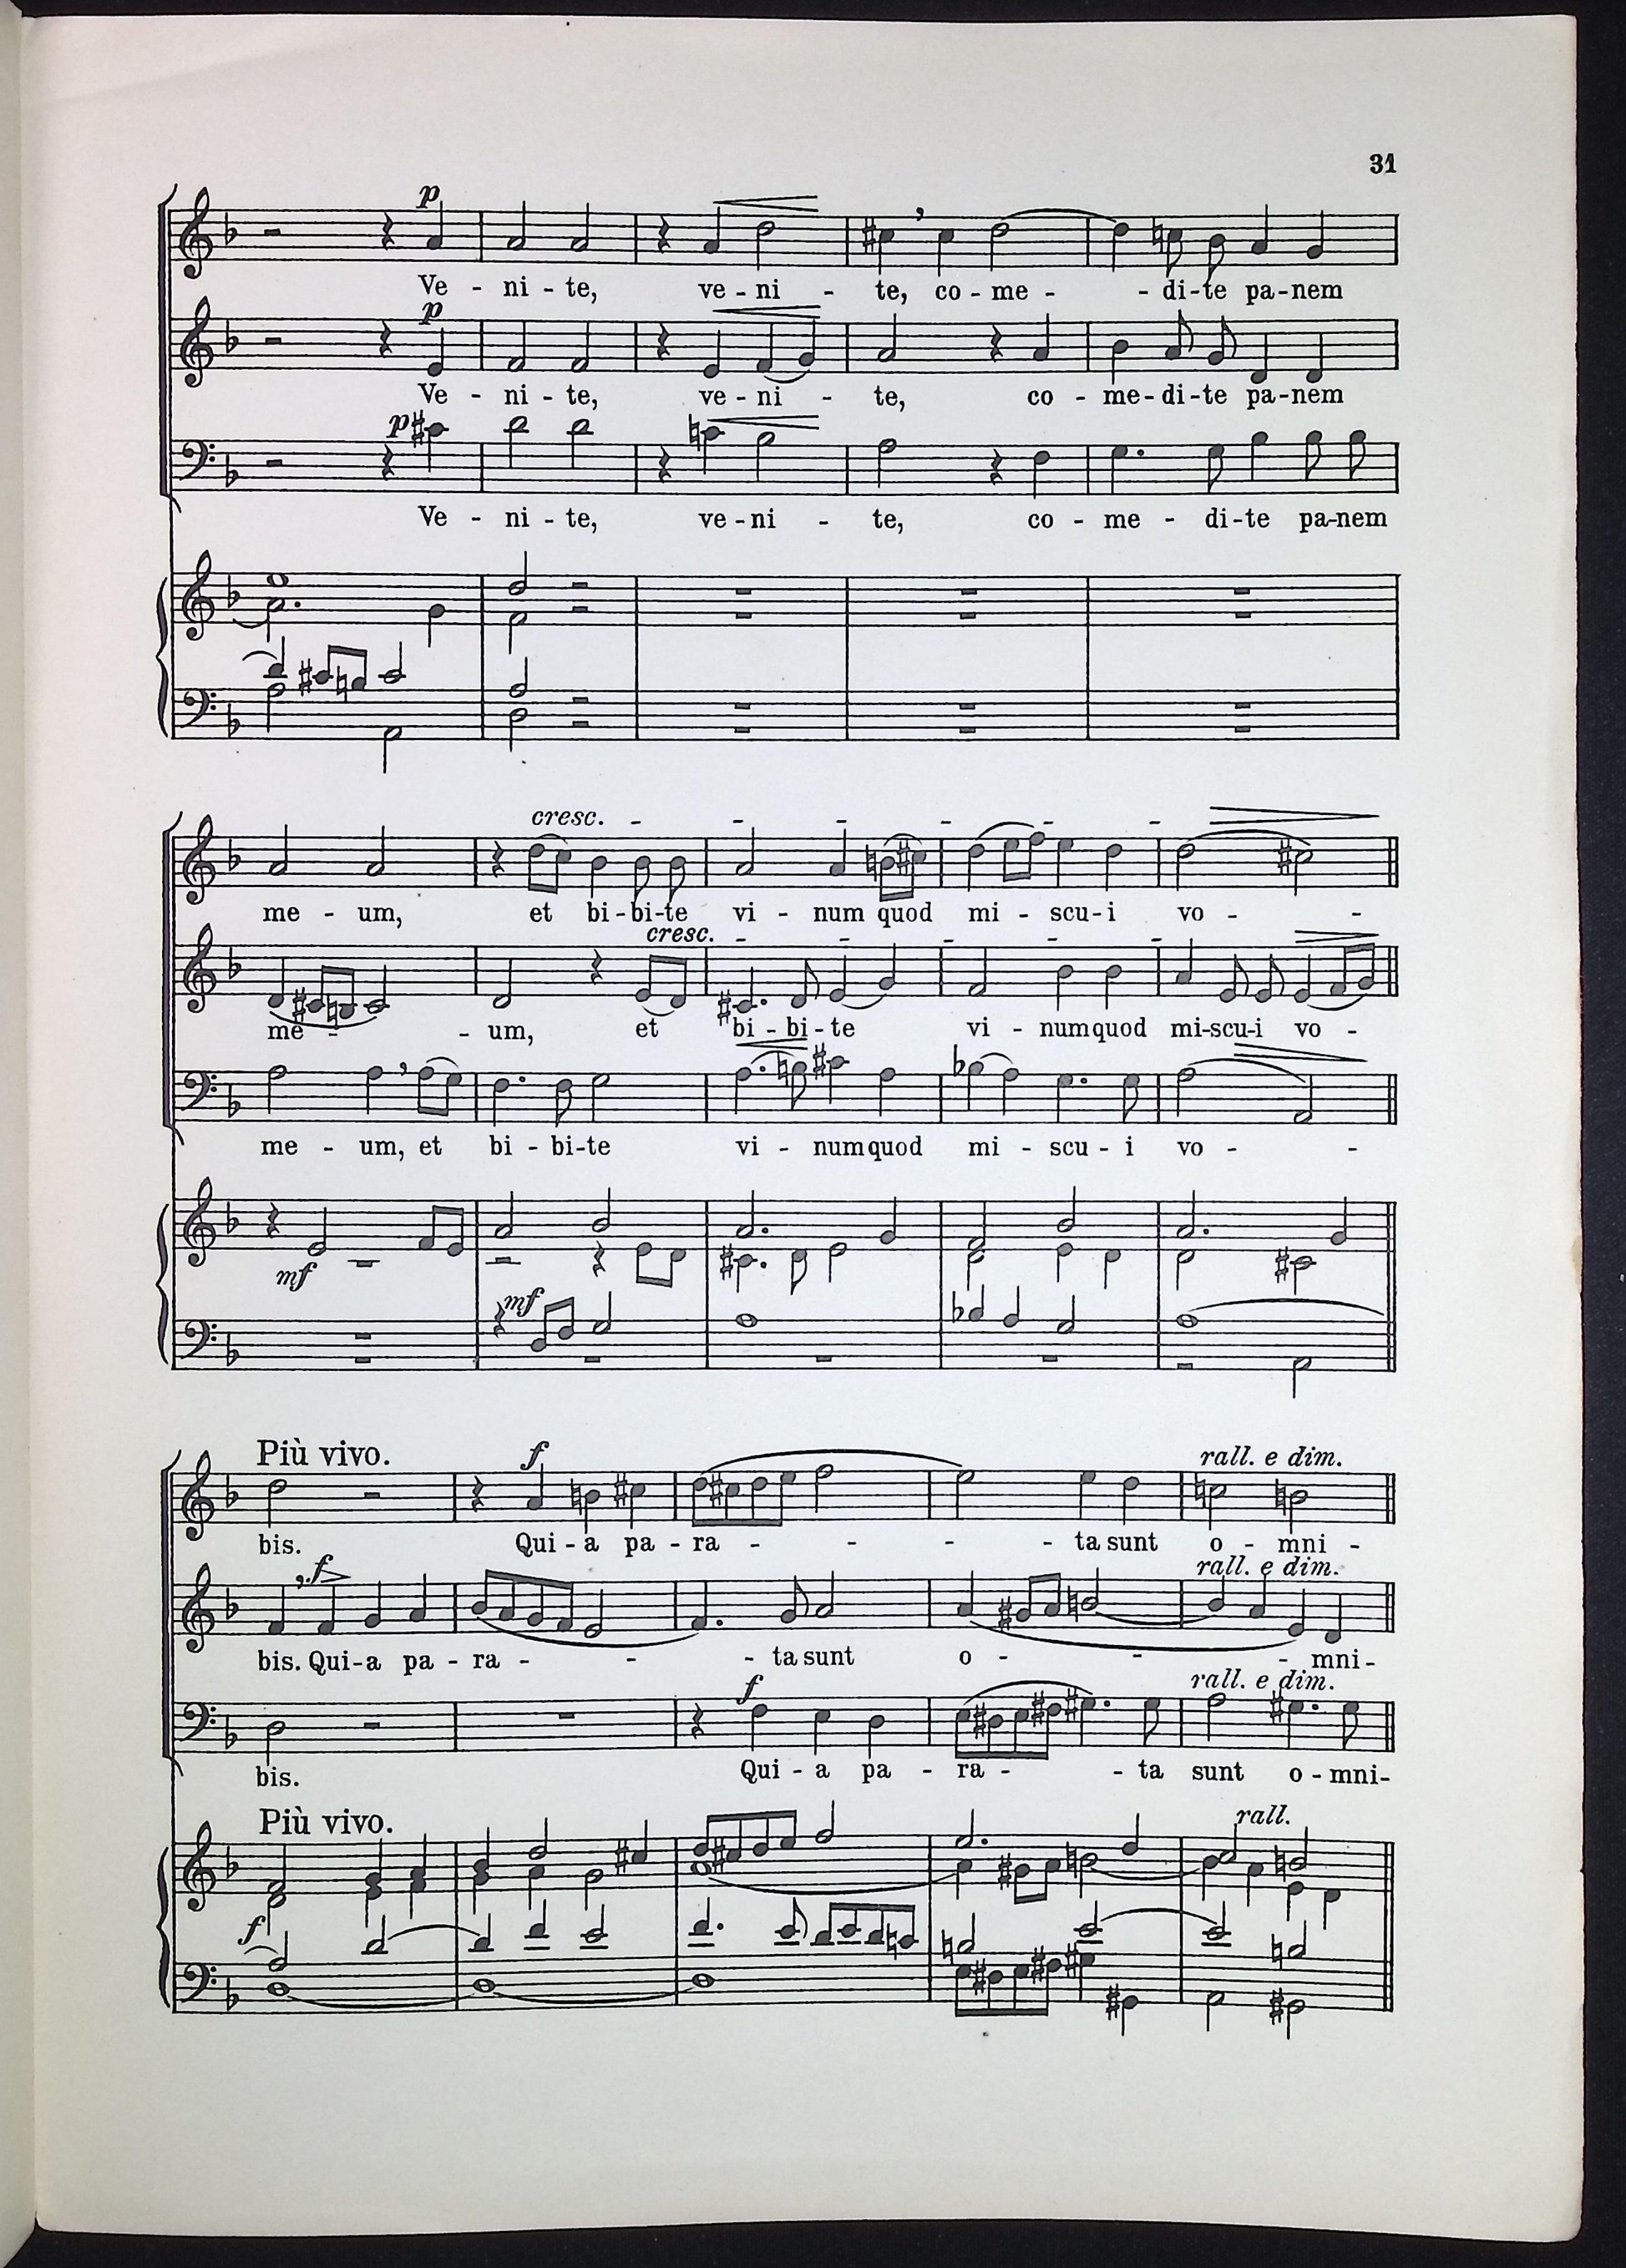 31
p
Ve - ni - te, ve - ni - te, co - me - - di - te pa - nem
p
Ve - ni - te, ve - ni - te, co - me - di - te pa - nem
p
Ve - ni - te, ve - ni - te, co - me - di - te pa - nem
cresc. - - - - - -
me - um, et bi - bi - te vi - num quod mi - scu - i vo - -
cresc. - - - - -
me - - um, et bi - bi - te vi - num quod mi - scu - i vo -
me - um, et bi - bi - te vi - num quod mi - scu - i vo - -
mf
mf
Più vivo. f rall. e dim.
bis. Qui - a pa - ra - - - - ta sunt o - mni -
f rall. e dim.
bis. Qui - a pa - ra - - - ta sunt o - - - mni -
f rall. e dim.
bis. Qui - a pa - ra - - ta sunt o - mni -
Più vivo. rall.
f